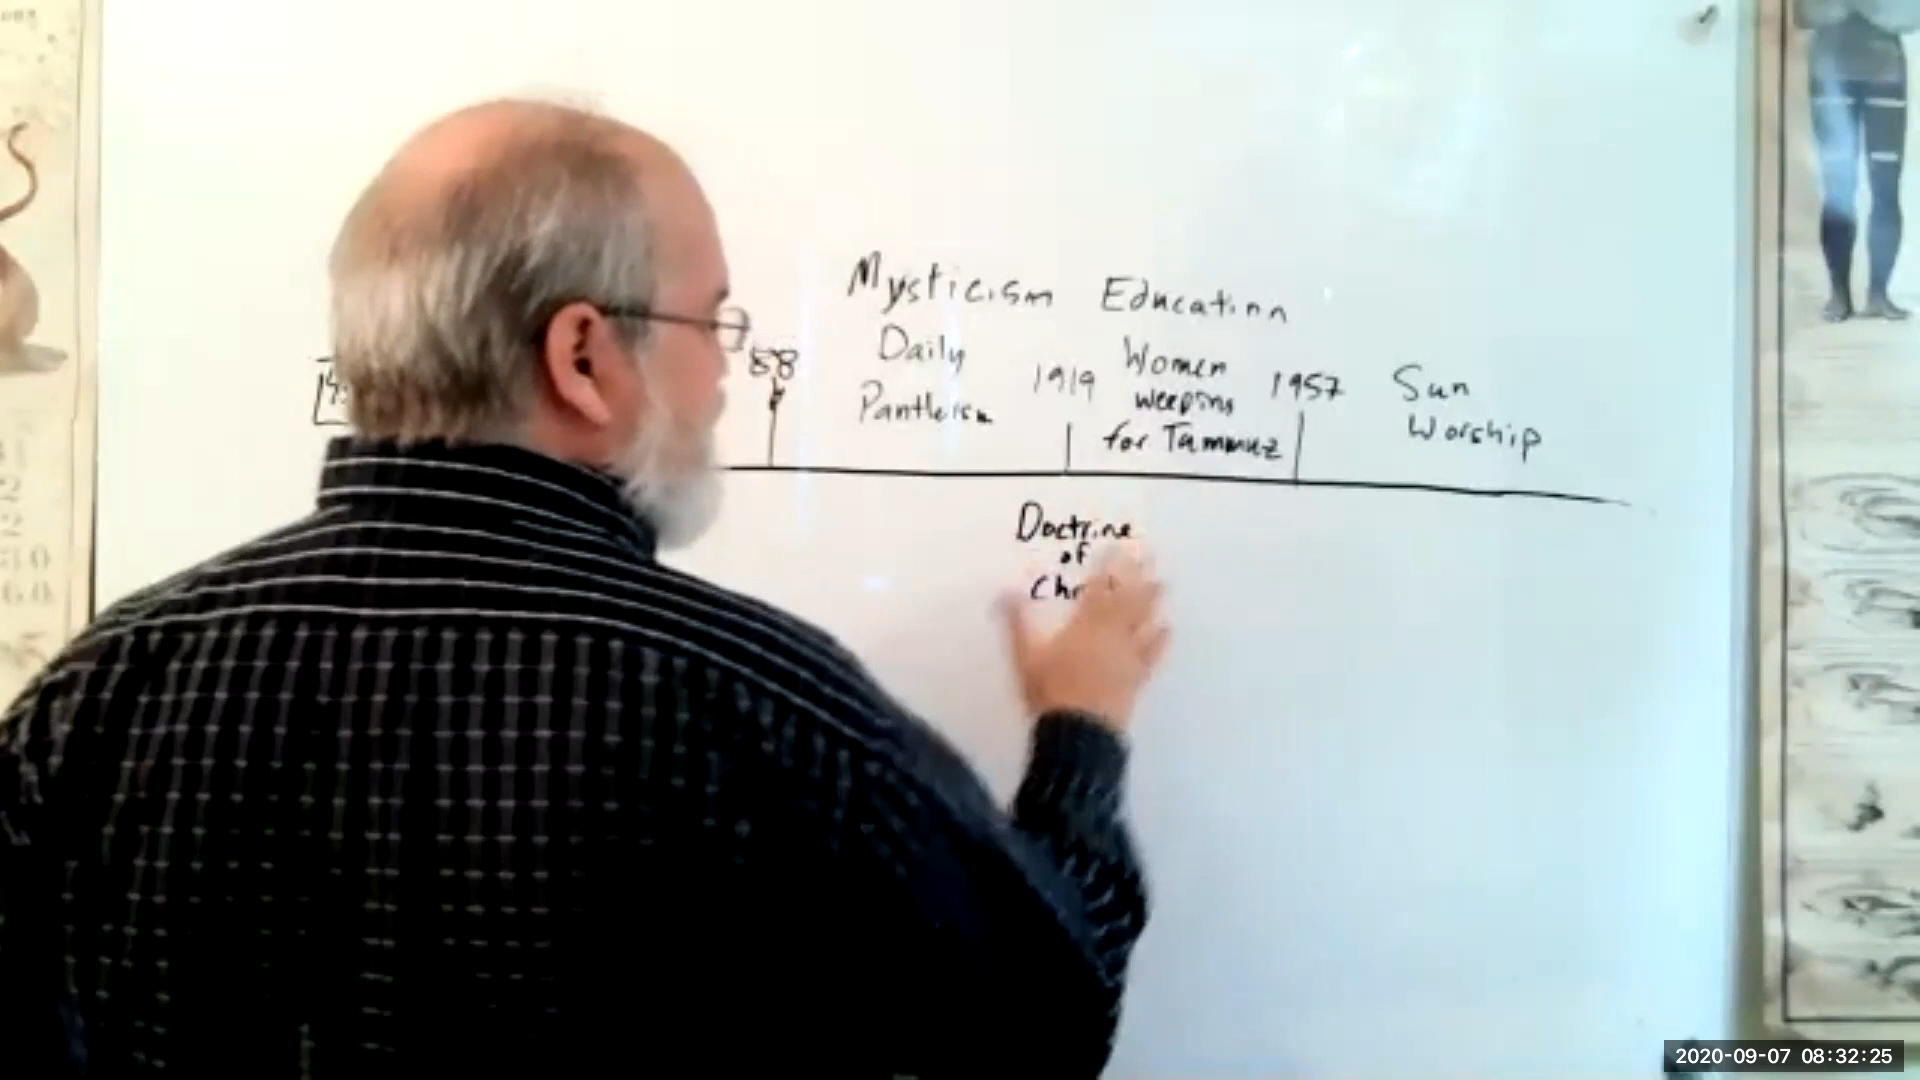 Mysticism Education
Daily
Pantheism
88
1919
Women
weeping
for Tammuz
1957
Sun
Worship
Doctrine
of
2020-09-07 08:32:25